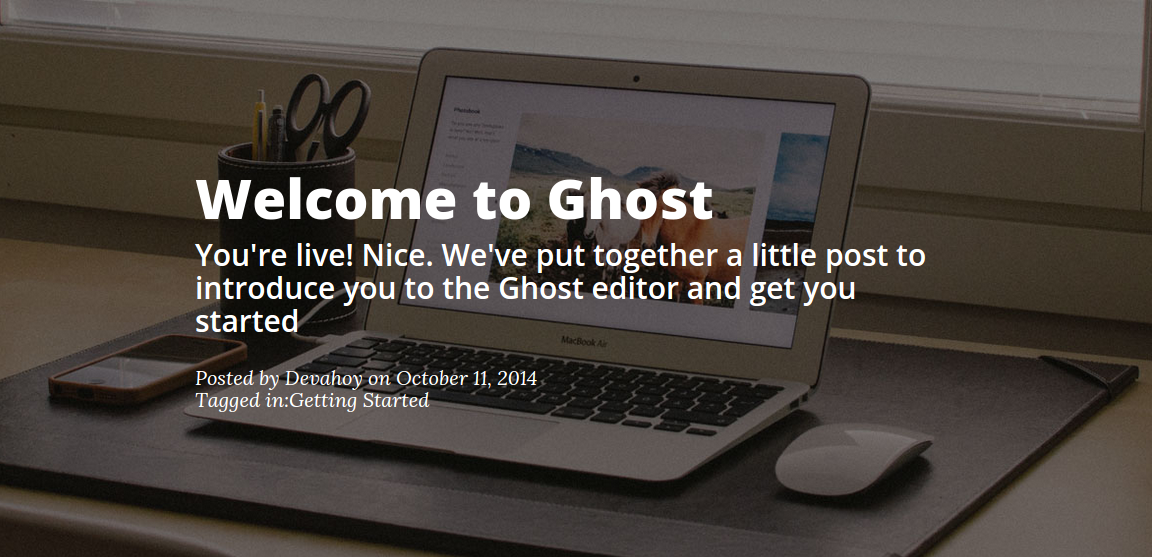 Photobook
Welcome to Ghost
You're live! Nice. We've put together a little post to
introduce you to the Ghost editor and get you
started
MacBook Air
Posted by Devahoy on October 11, 2014
Tagged in:Getting Started